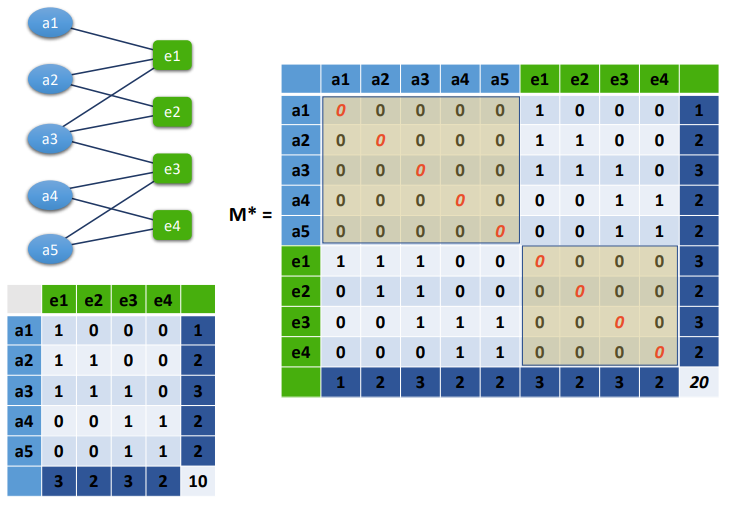 a1
e1
a2
e2
a3
e3
a4
e4
a5
M* =
a1 a2 a3 a4 a5 e1 e2 e3 e4
a1 0 0 0 0 0 1 0 0 0 1
a2 0 0 0 0 0 1 1 0 0 2
a3 0 0 0 0 0 1 1 1 0 3
a4 0 0 0 0 0 0 0 1 1 2
a5 0 0 0 0 0 0 0 1 1 2
e1 1 1 1 0 0 0 0 0 0 3
e2 0 1 1 0 0 0 0 0 0 2
e3 0 0 1 1 1 0 0 0 0 3
e4 0 0 0 1 1 0 0 0 0 2
1 2 3 2 2 3 2 3 2 20
e1 e2 e3 e4
a1 1 0 0 0 1
a2 1 1 0 0 2
a3 1 1 1 0 3
a4 0 0 1 1 2
a5 0 0 1 1 2
3 2 3 2 10